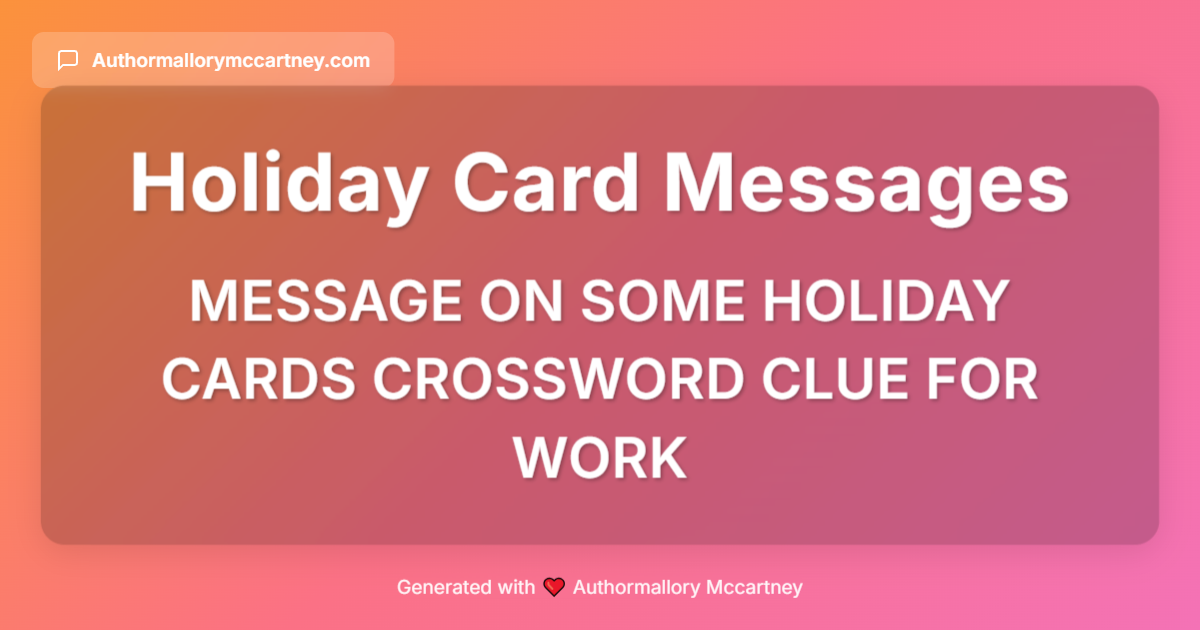 Authormallorymccartney.com
Holiday Card Messages
MESSAGE ON SOME HOLIDAY
CARDS CROSSWORD CLUE FOR
WORK
Generated with ❤️ Authormallory Mccartney